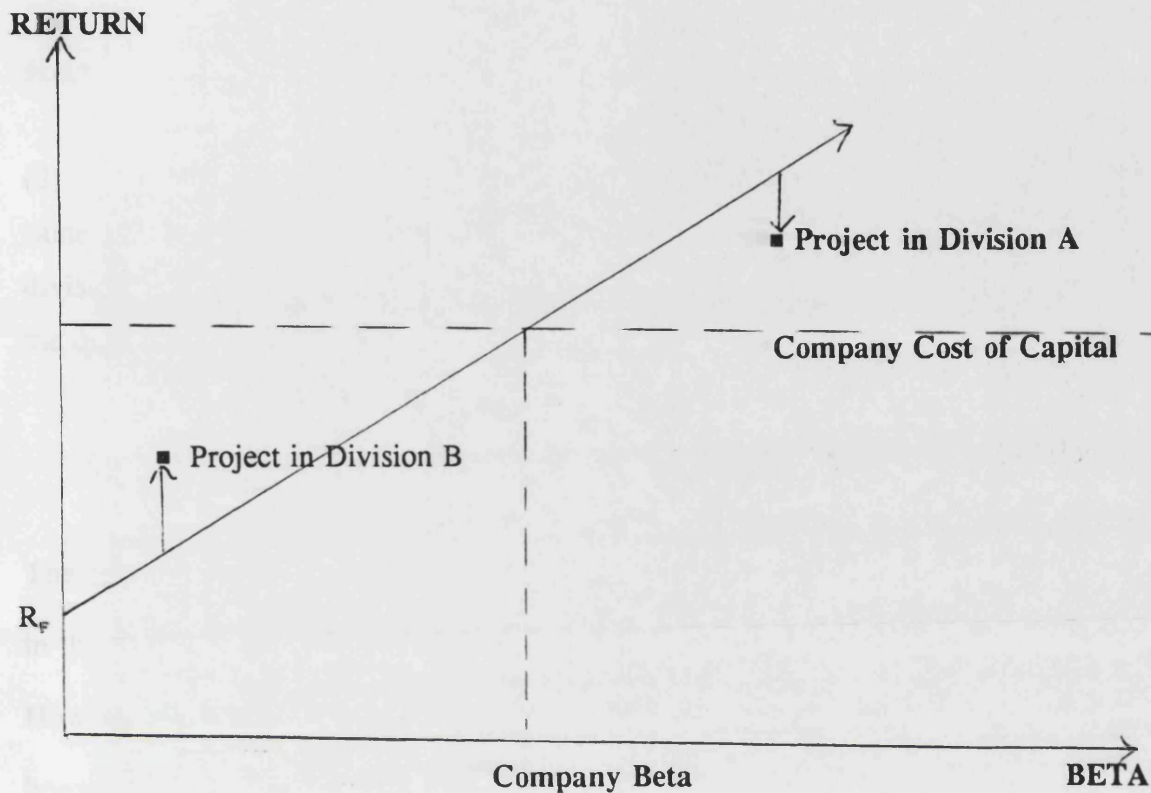 RETURN
Project in Division A
Company Cost of Capital
Project in Division B
R_F
Company Beta
BETA